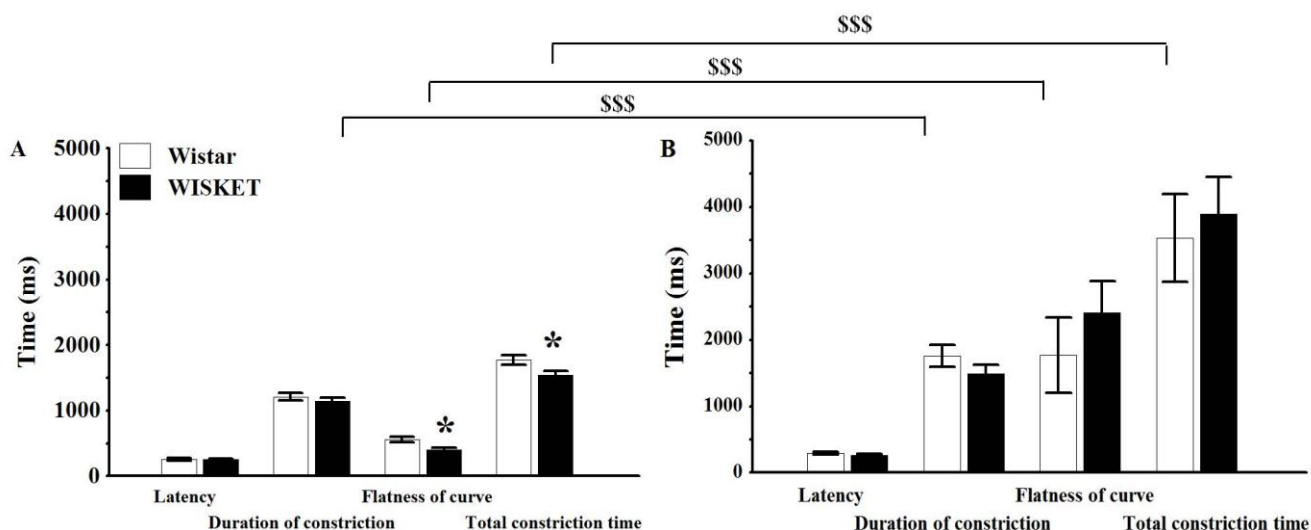 $$$
$$$
$$$
A
Wistar
WISKET
Time (ms)
5000
4000
3000
2000
1000
0
*
*
Latency
Duration of constriction
Flatness of curve
Total constriction time
B
Time (ms)
5000
4000
3000
2000
1000
0
Latency
Duration of constriction
Flatness of curve
Total constriction time